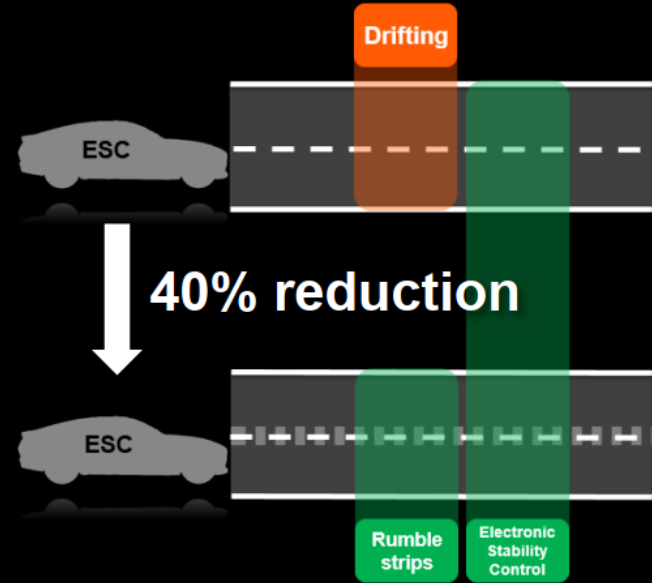 Drifting
ESC
40% reduction
ESC
Rumble
strips
Electronic
Stability
Control